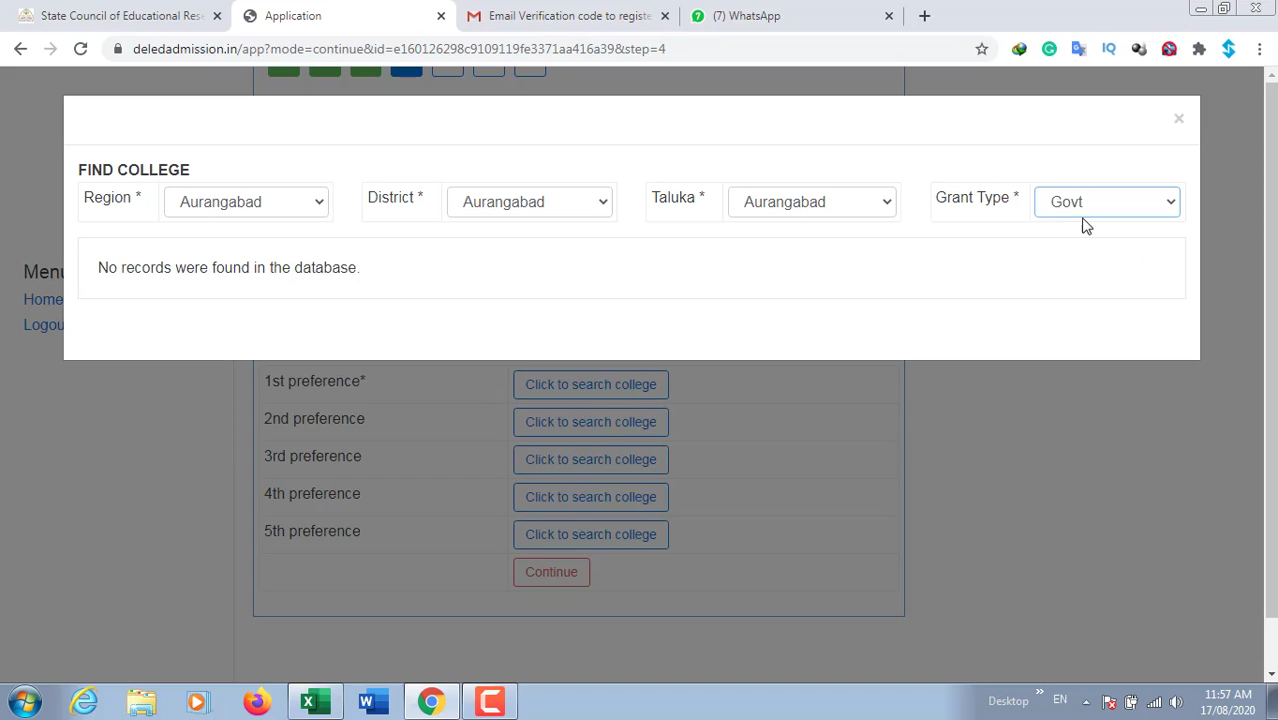 State Council of Educational Rese
Application
Email Verification code to registe
(7) WhatsApp
deledadmission.in/app?mode=continue&id=e160126298c9109119fe3371aa416a39&step=4
IQ
×
FIND COLLEGE
Region * Aurangabad District * Aurangabad Taluka * Aurangabad Grant Type * Govt
No records were found in the database.
Menu
Home
Logou
1st preference* Click to search college
2nd preference Click to search college
3rd preference Click to search college
4th preference Click to search college
5th preference Click to search college
Continue
Desktop » EN 11:57 AM
17/08/2020